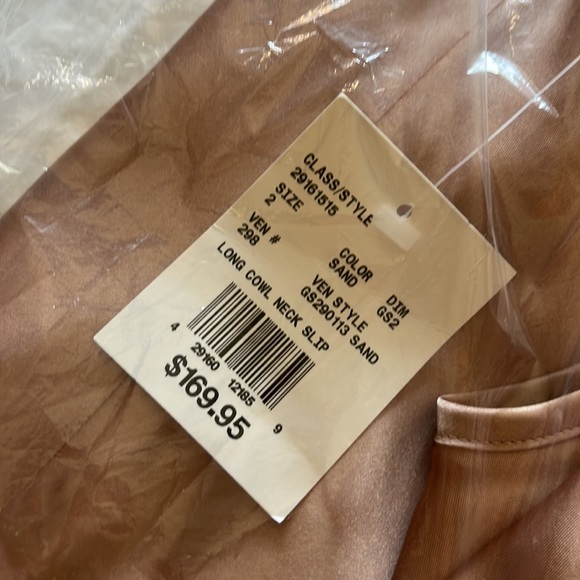 CLASS/STYLE
29161515
SIZE COLOR DIM
2 SAND GS2
VEN # VEN STYLE
298 GS290113 SAND
LONG COWL NECK SLIP
4 29160 12185 9
$169.95